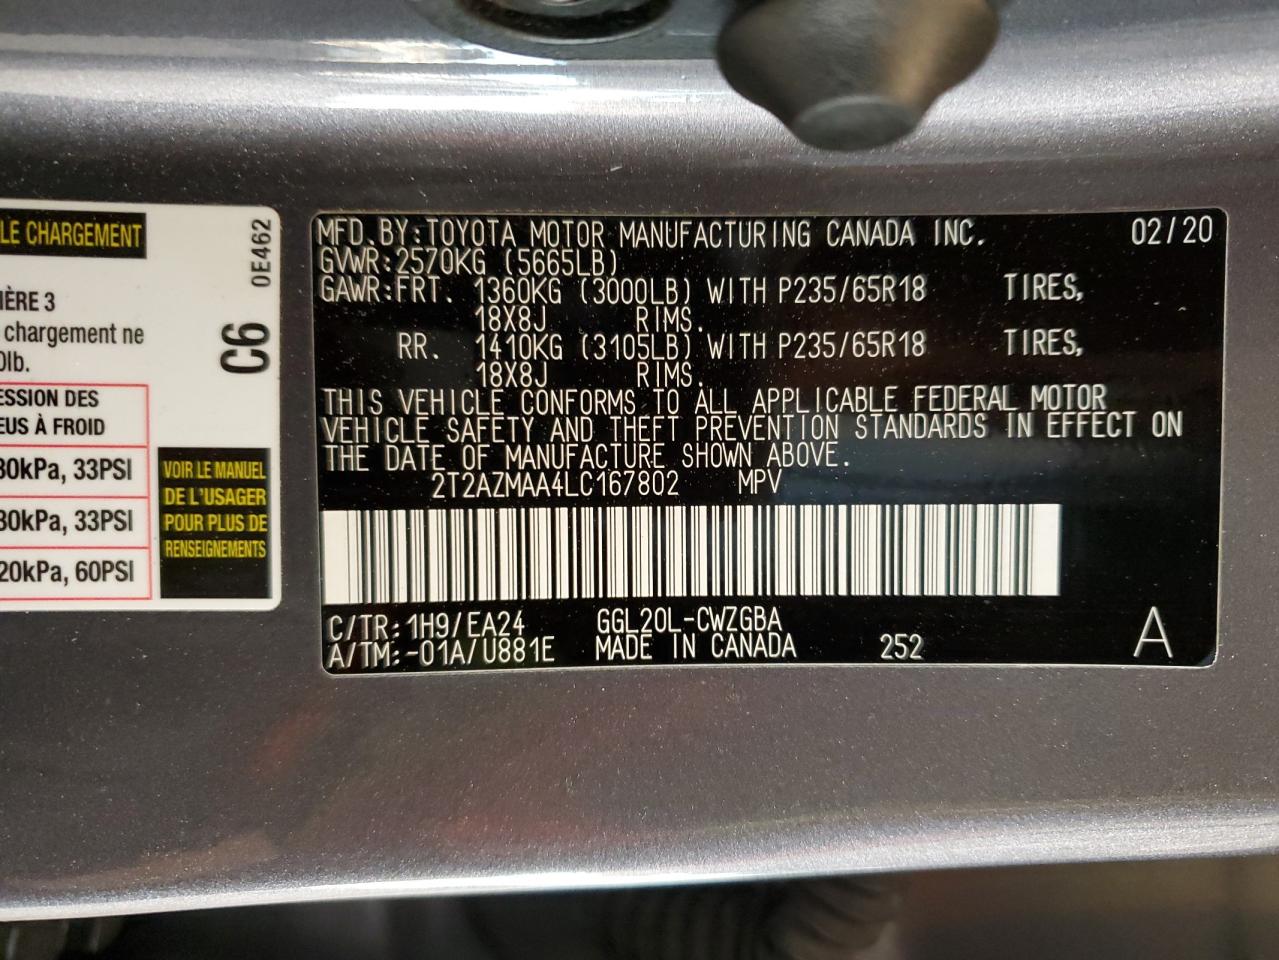 LE CHARGEMENT
IÈRE 3
chargement ne
0lb.
ESSION DES
EUS À FROID
30kPa, 33PSI
30kPa, 33PSI
20kPa, 60PSI
0E462
C6
VOIR LE MANUEL
DE L'USAGER
POUR PLUS DE
RENSEIGNEMENTS
MFD.BY:TOYOTA MOTOR MANUFACTURING CANADA INC. 02/20
GVWR:2570KG (5665LB)
GAWR:FRT. 1360KG (3000LB) WITH P235/65R18 TIRES,
18X8J RIMS.
RR. 1410KG (3105LB) WITH P235/65R18 TIRES,
18X8J RIMS.
THIS VEHICLE CONFORMS TO ALL APPLICABLE FEDERAL MOTOR
VEHICLE SAFETY AND THEFT PREVENTION STANDARDS IN EFFECT ON
THE DATE OF MANUFACTURE SHOWN ABOVE.
2T2AZMAA4LC167802 MPV
C/TR:1H9/EA24 GGL20L-CWZGBA
A/TM:-01A/U881E MADE IN CANADA 252 A